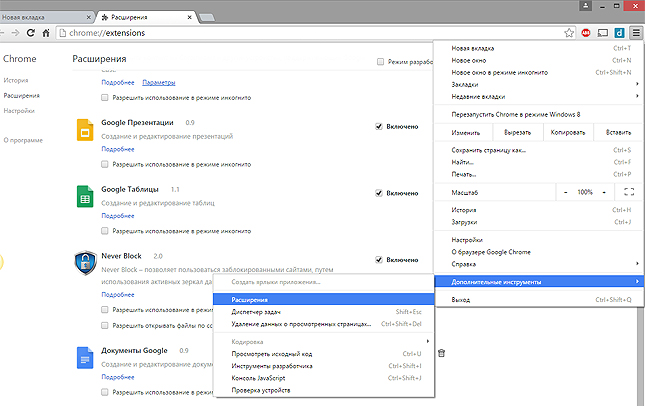 Новая вкладка
Расширения
chrome://extensions
ABP
d
Chrome
История
Расширения
Настройки
О программе
Расширения
Режим разрабо
Подробнее Параметры
Разрешить использование в режиме инкогнито
Google Презентации 0.9
Включено
Создание и редактирование презентаций
Подробнее
Разрешить использование в режиме инкогнито
Google Таблицы 1.1
Включено
Создание и редактирование таблиц
Подробнее
Разрешить использование в режиме инкогнито
Never Block 2.0
Включено
Never Block – позволяет пользоваться заблокированными сайтами, путем
использования активных зеркал да
Подробнее
Разрешить использование в режиме
Разрешить открывать файлы по со
Документы Google 0.9
Создание и редактирование докум
Подробнее
Разрешить использование в режим
Новая вкладка Ctrl+T
Новое окно Ctrl+N
Новое окно в режиме инкогнито Ctrl+Shift+N
Закладки
Недавние вкладки
Перезапустить Chrome в режиме Windows 8
Изменить Вырезать Копировать Вставить
Сохранить страницу как... Ctrl+S
Найти... Ctrl+F
Печать... Ctrl+P
Масштаб - 100% +
История Ctrl+H
Загрузки Ctrl+J
Настройки
О браузере Google Chrome
Справка
Дополнительные инструменты
Выход Ctrl+Shift+Q
Создать ярлыки приложения...
Расширения
Диспетчер задач Shift+Esc
Удаление данных о просмотренных страницах... Ctrl+Shift+Del
Кодировка
Просмотреть исходный код Ctrl+U
Инструменты разработчика Ctrl+Shift+I
Консоль JavaScript Ctrl+Shift+J
Проверка устройств